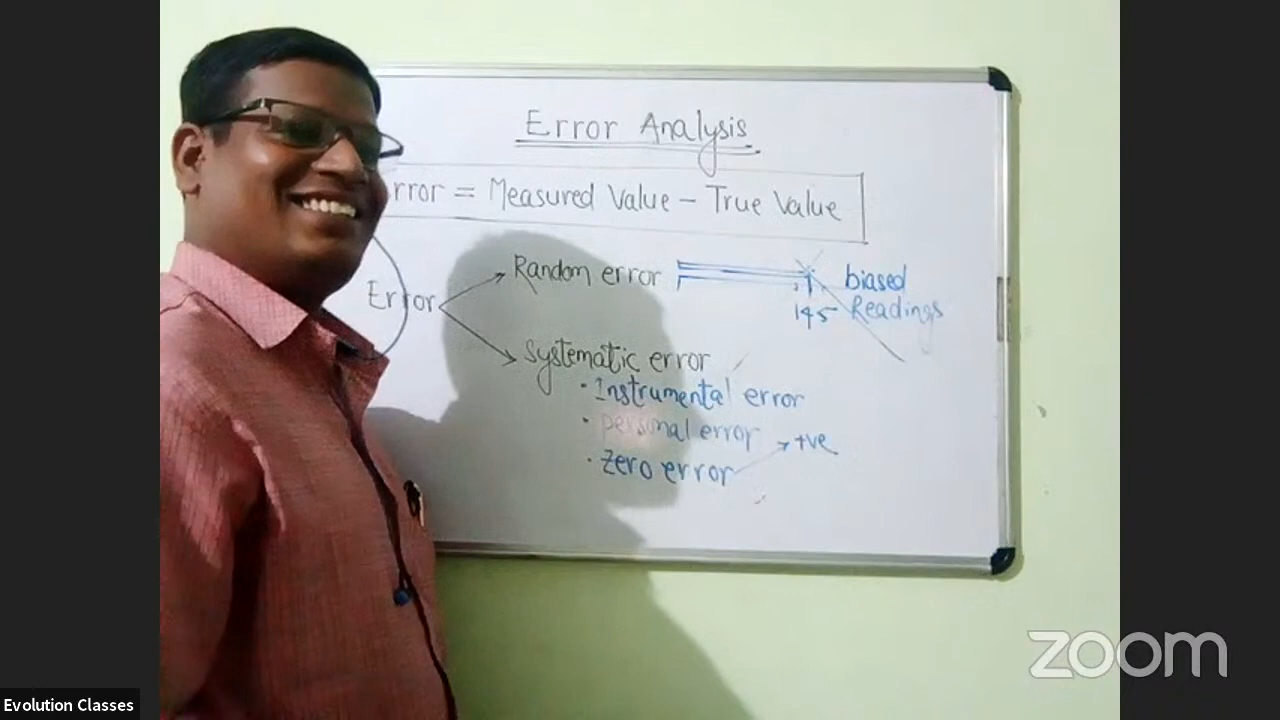 Error Analysis
rror = Measured Value - True Value
Error
Random error
145
biased
Readings
Systematic error
· Instrumental error
· personal error
· Zero error
+ve
zoom
Evolution Classes